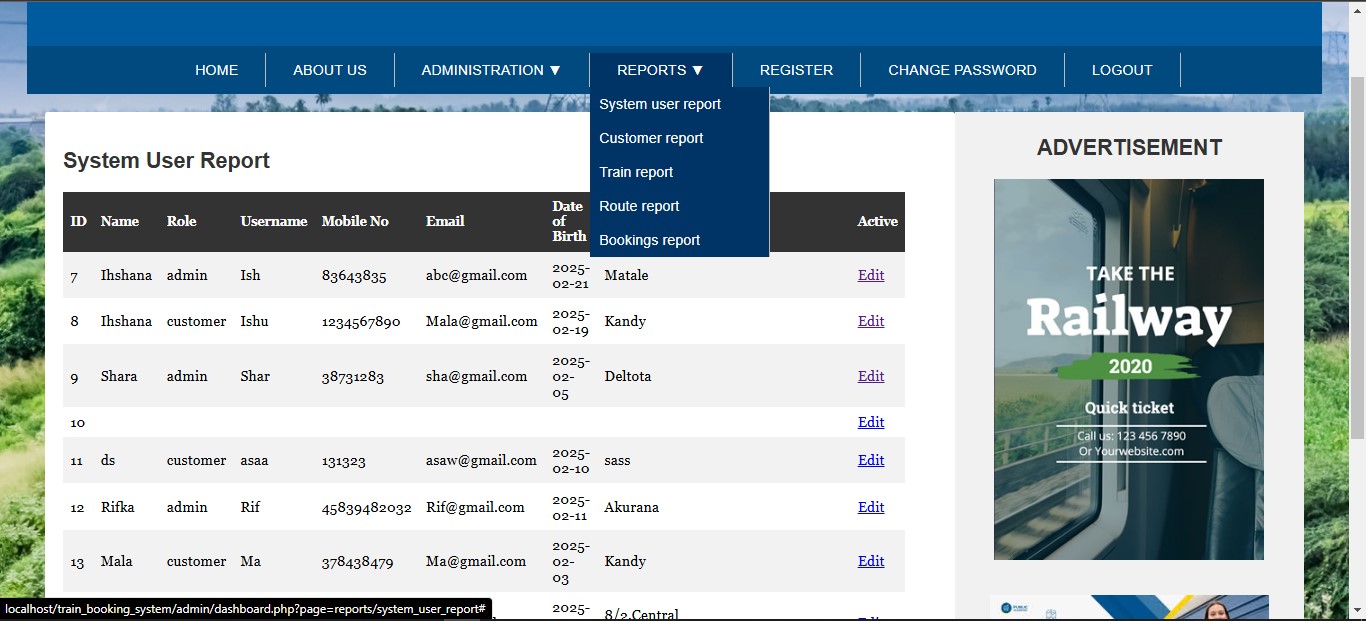 HOME ABOUT US ADMINISTRATION ▼ REPORTS ▼ REGISTER CHANGE PASSWORD LOGOUT
System user report
Customer report
Train report
Route report
Bookings report
System User Report
ID Name Role Username Mobile No Email Date of Birth Active
7 Ihshana admin Ish 83643835 abc@gmail.com 2025-02-21 Matale Edit
8 Ihshana customer Ishu 1234567890 Mala@gmail.com 2025-02-19 Kandy Edit
9 Shara admin Shar 38731283 sha@gmail.com 2025-02-05 Deltota Edit
10 Edit
11 ds customer asaa 131323 asaw@gmail.com 2025-02-10 sass Edit
12 Rifka admin Rif 45839482032 Rif@gmail.com 2025-02-11 Akurana Edit
13 Mala customer Ma 378438479 Ma@gmail.com 2025-02-03 Kandy Edit
2025- 8/2,Central
localhost/train_booking_system/admin/dashboard.php?page=reports/system_user_report#
ADVERTISEMENT
TAKE THE
Railway
2020
Quick ticket
Call us: 123 456 7890
Or Yourwebsite.com
PUBLIC